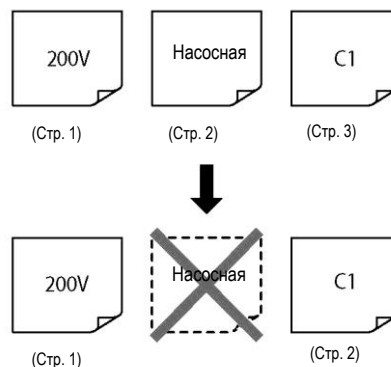 200V
Насосная
C1
(Стр. 1)
(Стр. 2)
(Стр. 3)
200V
Насосная
C1
(Стр. 1)
(Стр. 2)